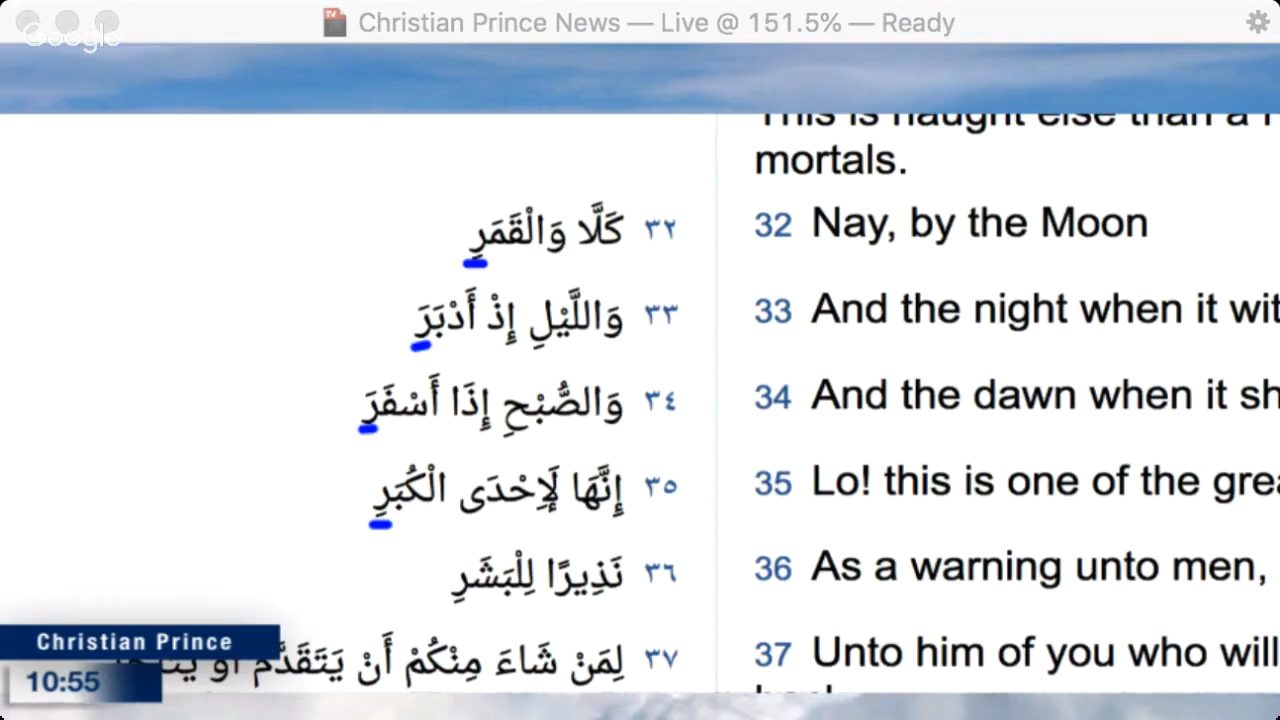 Google
Christian Prince News — Live @ 151.5% — Ready
mortals.
كَلَّا وَالْقَمَرِ ٣٢
32 Nay, by the Moon
وَاللَّيْلِ إِذْ أَدْبَرَ ٣٣
33 And the night when it
وَالصُّبْحِ إِذَا أَسْفَرَ ٣٤
34 And the dawn when it
إِنَّهَا لَإِحْدَى الْكُبَرِ ٣٥
35 Lo! this is one of the
نَذِيرًا لِلْبَشَرِ ٣٦
36 As a warning unto men,
لِمَنْ شَاءَ مِنْكُمْ أَنْ يَتَقَدَّمَ أَوْ ٣٧
37 Unto him of you who will
Christian Prince
10:55